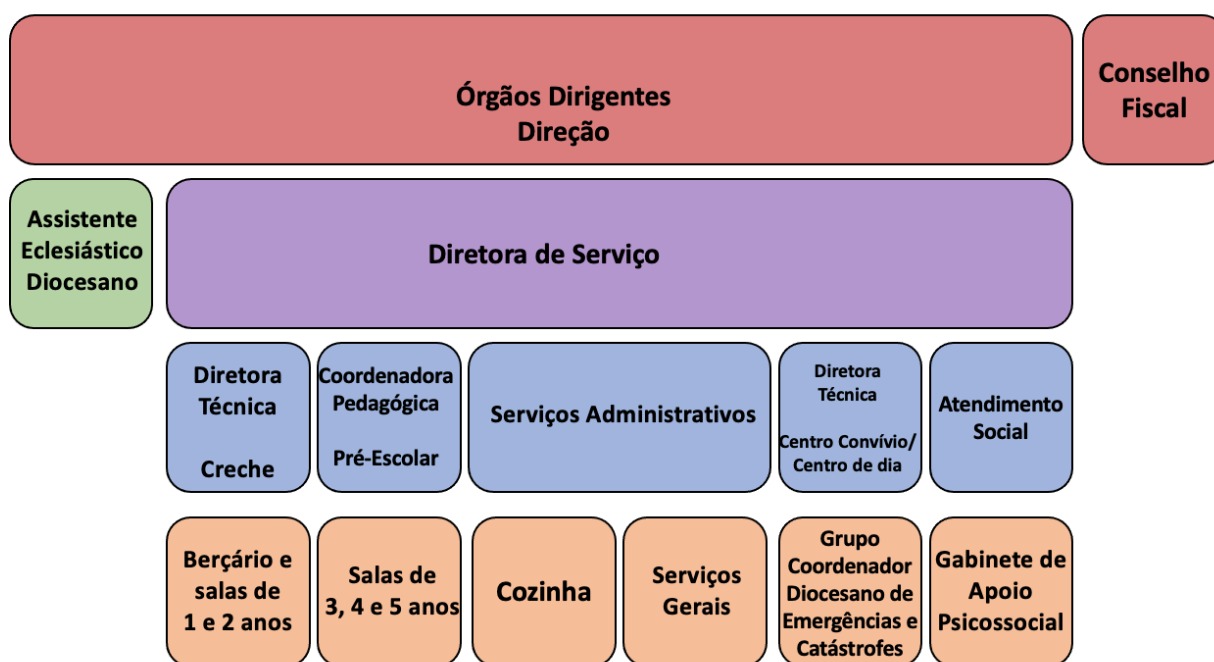 Órgãos Dirigentes
Direção
Conselho
Fiscal
Assistente
Eclesiástico
Diocesano
Diretora de Serviço
Diretora
Técnica
Creche
Coordenadora
Pedagógica
Pré-Escolar
Serviços Administrativos
Diretora
Técnica
Centro Convívio/
Centro de dia
Atendimento
Social
Berçário e
salas de
1 e 2 anos
Salas de
3, 4 e 5 anos
Cozinha
Serviços
Gerais
Grupo
Coordenador
Diocesano de
Emergências e
Catástrofes
Gabinete de
Apoio
Psicossocial